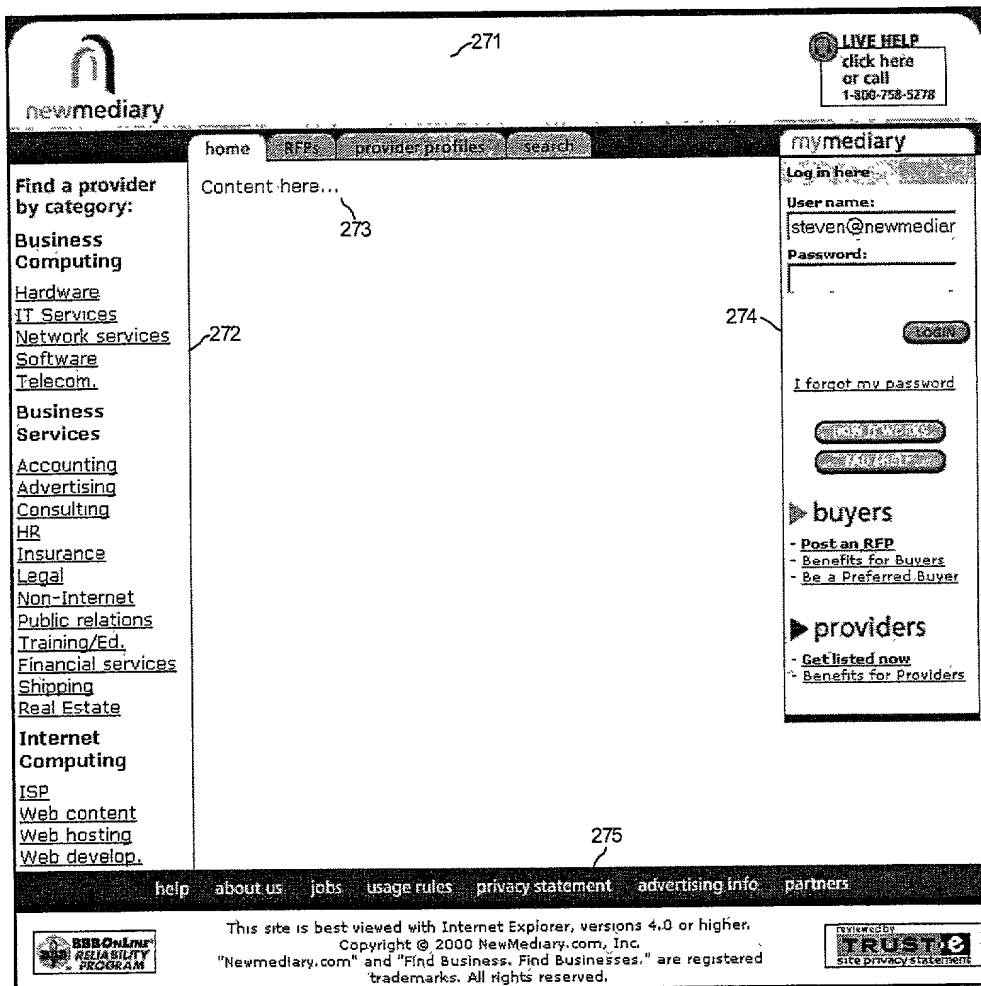 271
LIVE HELP
click here
or call
1-800-758-5278
newmediary
home RFPs provider profiles search
mymediary
Find a provider
by category:
Business
Computing
Hardware
IT Services
Network services
Software
Telecom.
Business
Services
Accounting
Advertising
Consulting
HR
Insurance
Legal
Non-Internet
Public relations
Training/Ed.
Financial services
Shipping
Real Estate
Internet
Computing
ISP
Web content
Web hosting
Web develop.
272
Content here...
273
274
Log in here
User name:
steven@newmediar
Password:
LOGIN
I forgot my password
buyers
- Post an RFP
- Benefits for Buyers
- Be a Preferred Buyer
providers
- Get listed now
- Benefits for Providers
275
help about us jobs usage rules privacy statement advertising info partners
BBBOnLine
RELIABILITY
PROGRAM
This site is best viewed with Internet Explorer, versions 4.0 or higher.
Copyright © 2000 NewMediary.com, Inc.
"Newmediary.com" and "Find Business. Find Businesses." are registered
trademarks. All rights reserved.
reviewed by
TRUSTe
site privacy statement